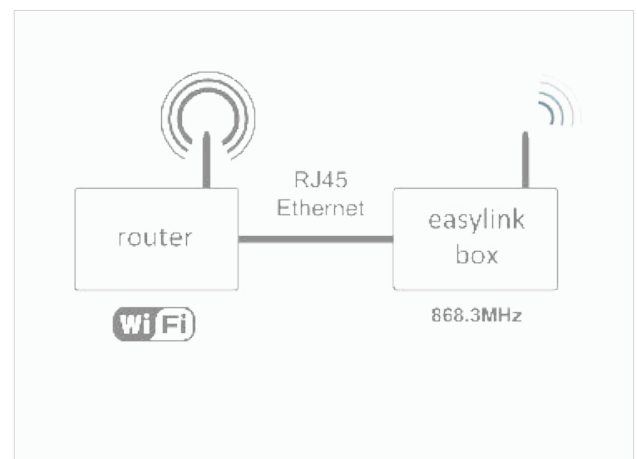 RJ45
Ethernet
router
easylink
box
WiFi
868.3MHz